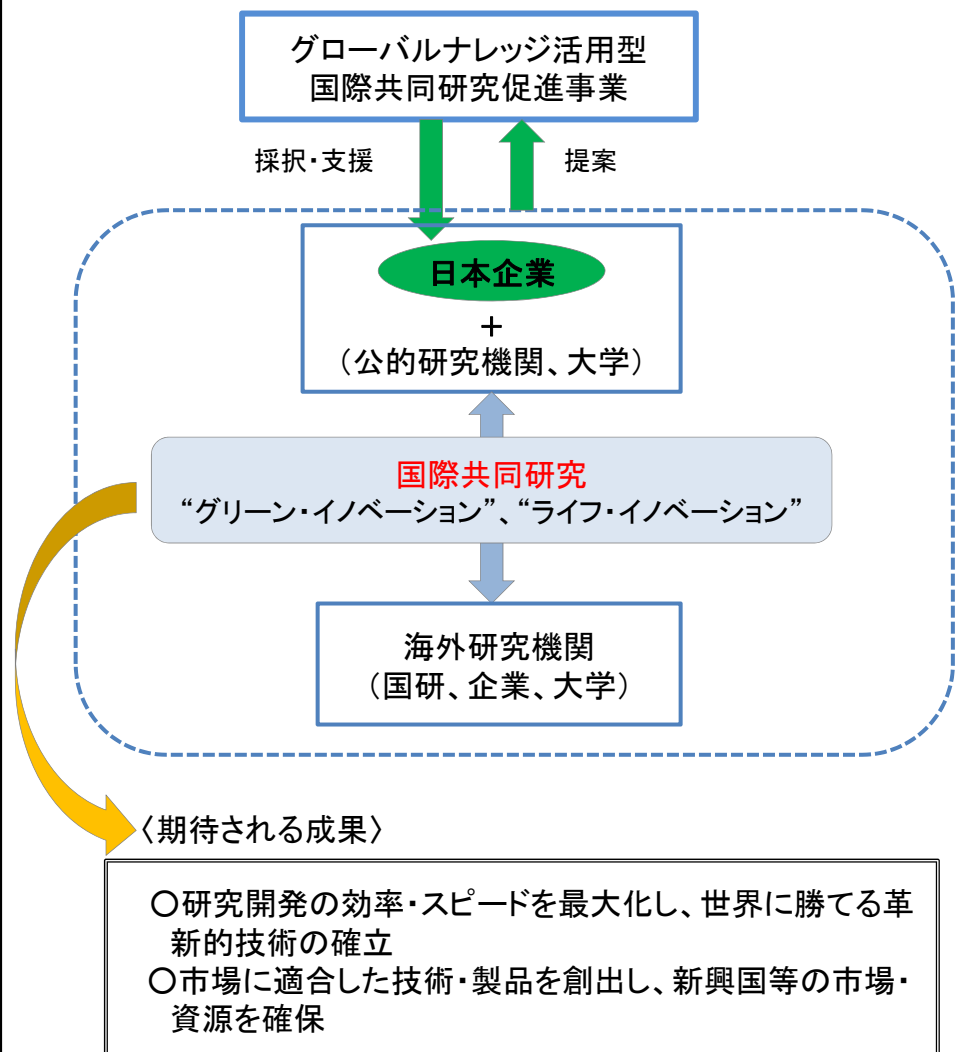 グローバルナレッジ活用型
国際共同研究促進事業
採択・支援
提案
日本企業
+
(公的研究機関、大学)
国際共同研究
“グリーン・イノベーション”、“ライフ・イノベーション”
海外研究機関
(国研、企業、大学)
〈期待される成果〉
○研究開発の効率・スピードを最大化し、世界に勝てる革
新的技術の確立
○市場に適合した技術・製品を創出し、新興国等の市場・
資源を確保